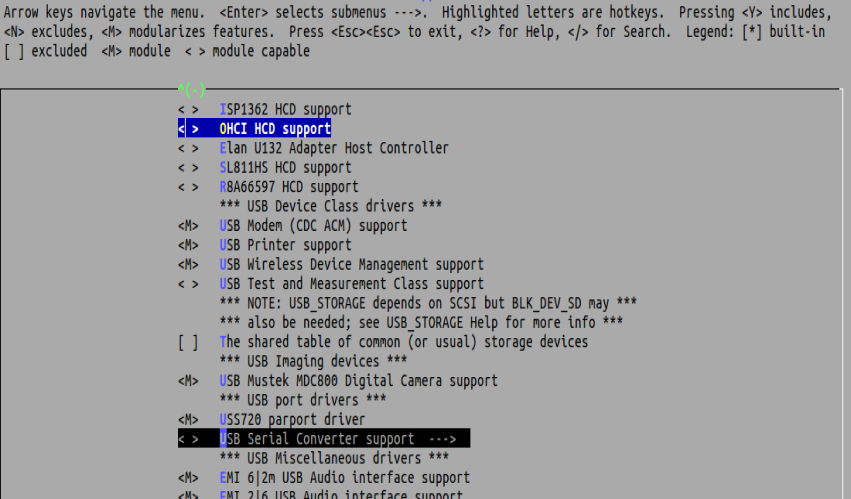 Arrow keys navigate the menu.  <Enter> selects submenus --->.  Highlighted letters are hotkeys.  Pressing <Y> includes,
<N> excludes, <M> modularizes features.  Press <Esc><Esc> to exit, <?> for Help, </> for Search.  Legend: [*] built-in
[ ] excluded  <M> module  < > module capable
^(-)
< >   ISP1362 HCD support
< >   OHCI HCD support
< >   Elan U132 Adapter Host Controller
< >   SL811HS HCD support
< >   R8A66597 HCD support
*** USB Device Class drivers ***
<M>   USB Modem (CDC ACM) support
<M>   USB Printer support
<M>   USB Wireless Device Management support
< >   USB Test and Measurement Class support
*** NOTE: USB_STORAGE depends on SCSI but BLK_DEV_SD may ***
*** also be needed; see USB_STORAGE Help for more info ***
[ ]   The shared table of common (or usual) storage devices
*** USB Imaging devices ***
<M>   USB Mustek MDC800 Digital Camera support
*** USB port drivers ***
<M>   USS720 parport driver
< >   USB Serial Converter support  --->
*** USB Miscellaneous drivers ***
<M>   EMI 6|2m USB Audio interface support
<M>   EMI 2|6 USB Audio interface support